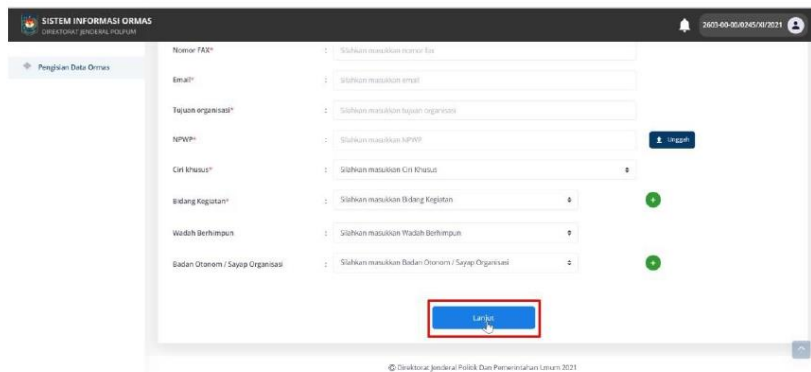 SISTEM INFORMASI ORMAS
DIREKTORAT JENDERAL POLPUM
2603-00-00/0245/XI/2021
Pengisian Data Ormas
Nomor FAX* : Silahkan masukkan nomor fax
Email* : Silahkan masukkan email
Tujuan organisasi* : Silahkan masukkan tujuan organisasi
NPWP* : Silahkan masukkan NPWP Unggah
Ciri khusus* : Silahkan masukkan Ciri Khusus
Bidang Kegiatan* : Silahkan masukkan Bidang Kegiatan
Wadah Berhimpun : Silahkan masukkan Wadah Berhimpun
Badan Otonom / Sayap Organisasi : Silahkan masukkan Badan Otonom / Sayap Organisasi
Lanjut
© Direktorat Jenderal Politik Dan Pemerintahan Umum 2021